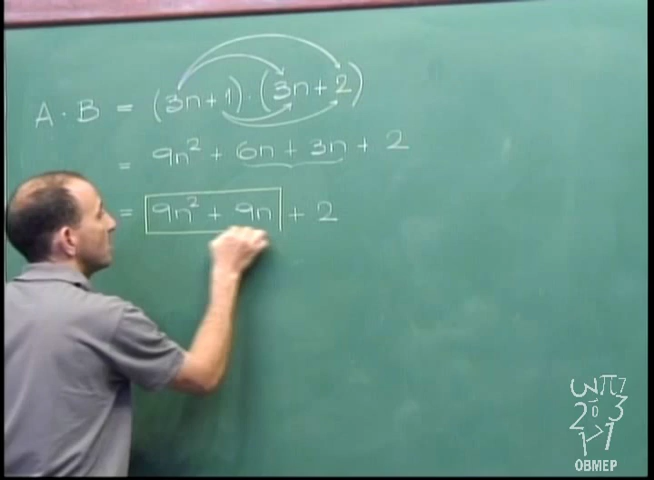 A · B = (3n + 1) · (3n + 2)
= 9n² + 6n + 3n + 2
= 9n² + 9n + 2
OBMEP